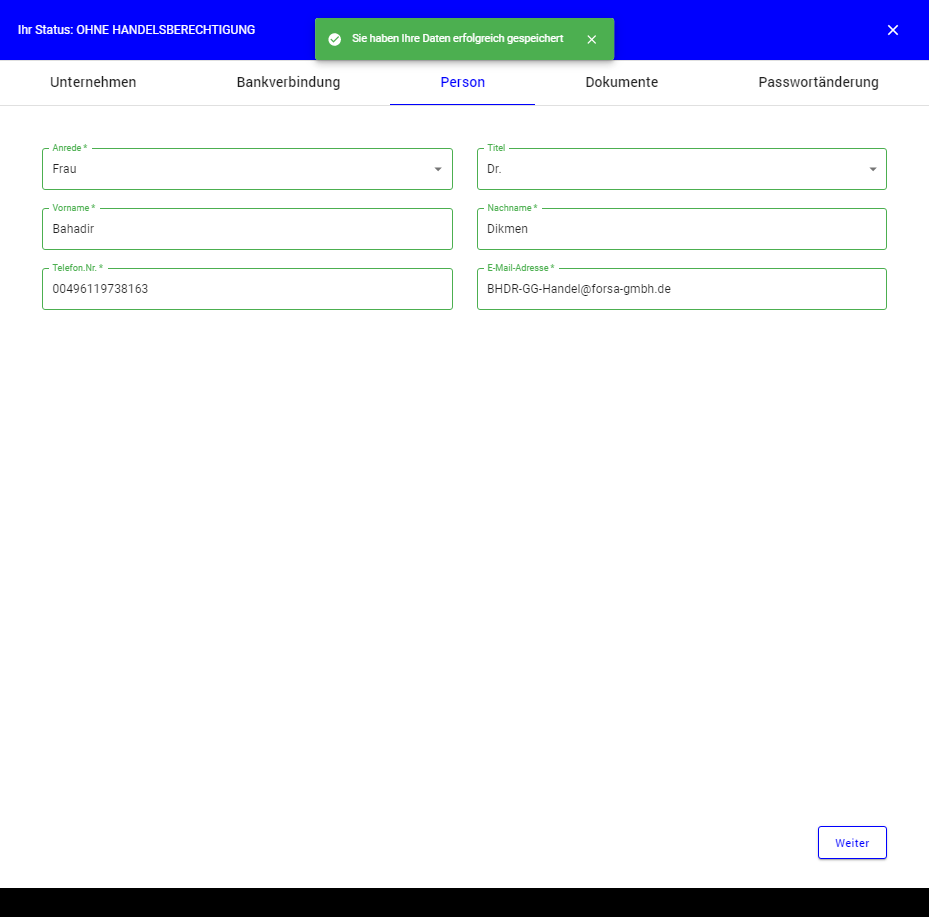 Ihr Status: OHNE HANDELSBERECHTIGUNG
Sie haben Ihre Daten erfolgreich gespeichert
Unternehmen Bankverbindung Person Dokumente Passwortänderung
Anrede * Titel
Frau Dr.
Vorname * Nachname *
Bahadir Dikmen
Telefon.Nr. * E-Mail-Adresse *
00496119738163 BHDR-GG-Handel@forsa-gmbh.de
Weiter